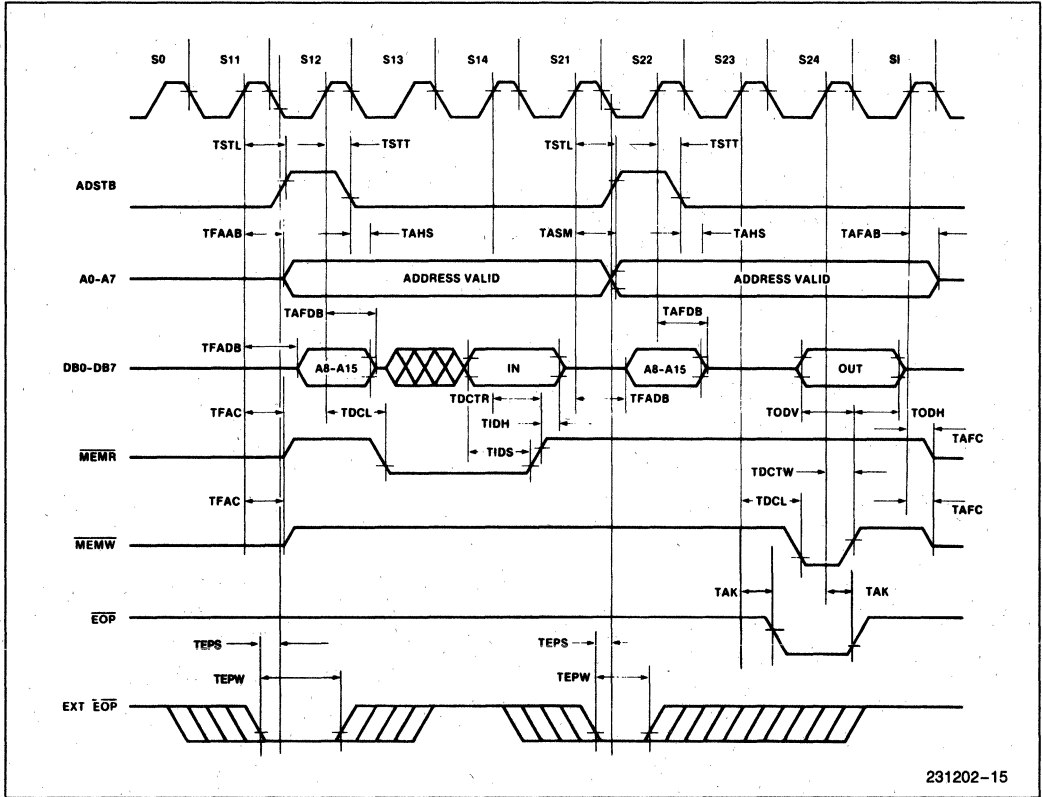 S0 S11 S12 S13 S14 S21 S22 S23 S24 SI
TSTL TSTT TSTL TSTT
ADSTB
TFAAB TAHS TASM TAHS TAFAB
A0-A7 ADDRESS VALID ADDRESS VALID
TAFDB TAFDB
TFADB
DB0-DB7 A8-A15 IN A8-A15 OUT
TDCTR TFADB
TFAC TDCL TIDH TODV TODH
MEMR TIDS TAFC
TDCTW
TFAC TDCL TAFC
MEMW
TAK TAK
EOP
TEPS TEPS
TEPW TEPW
EXT EOP
231202-15